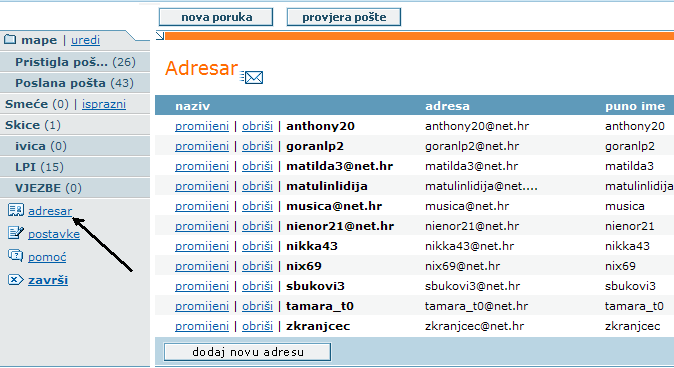 nova poruka provjera pošte
mape | uredi
Pristigla poš... (26)
Poslana pošta (43)
Smeće (0) | isprazni
Skice (1)
ivica (0)
LPI (15)
VJEZBE (0)
adresar
postavke
pomoć
završi
Adresar
naziv adresa puno ime
promijeni | obriši | anthony20 anthony20@net.hr anthony20
promijeni | obriši | goranlp2 goranlp2@net.hr goranlp2
promijeni | obriši | matilda3@net.hr matilda3@net.hr matilda3
promijeni | obriši | matulinlidija matulinlidija@net.... 
promijeni | obriši | musica@net.hr musica@net.hr musica
promijeni | obriši | nienor21@net.hr nienor21@net.hr nienor21
promijeni | obriši | nikka43 nikka43@net.hr nikka43
promijeni | obriši | nix69 nix69@net.hr nix69
promijeni | obriši | sbukovi3 sbukovi3@net.hr sbukovi3
promijeni | obriši | tamara_t0 tamara_t0@net.hr tamara_t0
promijeni | obriši | zkranjcec zkranjcec@net.hr zkranjcec
dodaj novu adresu